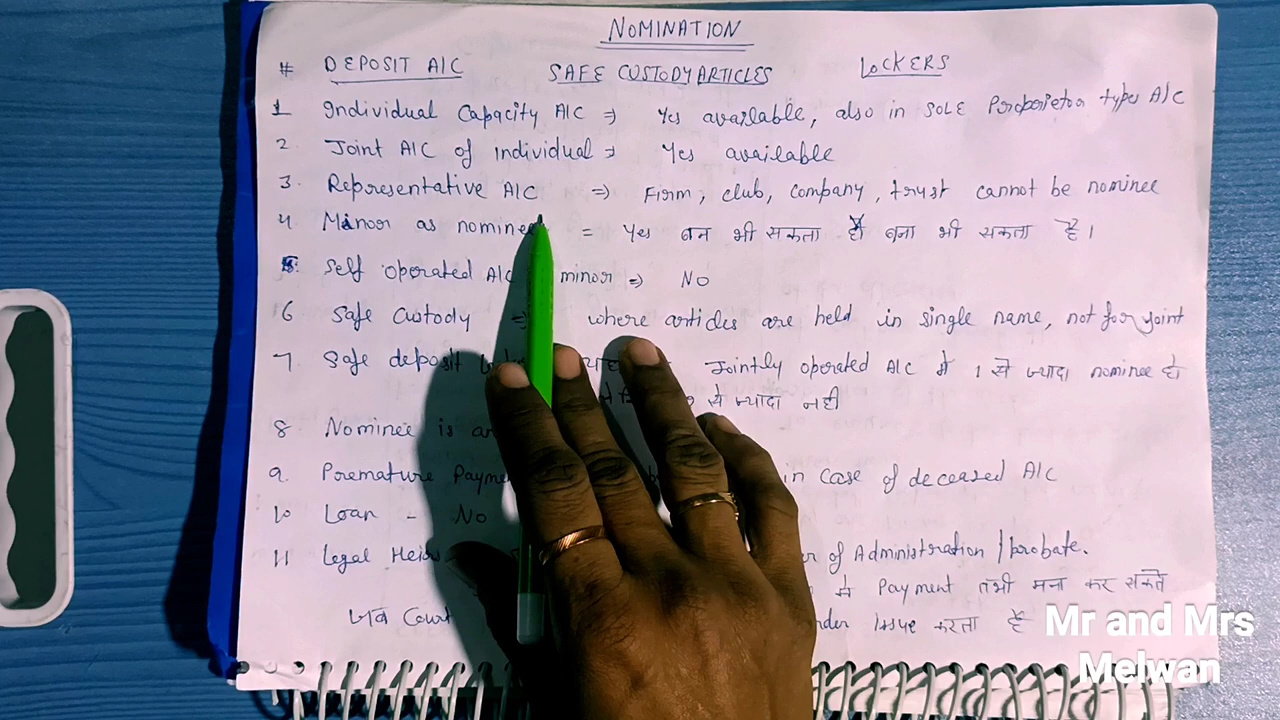 NOMINATION
# DEPOSIT A/C SAFE CUSTODY ARTICLES LOCKERS
1 Individual Capacity A/C ⇒ Yes available, also in SOLE Properietor types A/C
2 Joint A/C of individual ⇒ Yes available
3. Representative A/C ⇒ Firm, club, company, trust cannot be nominee
4 Minor as nominee = Yes बन भी सकता है बना भी सकता है।
5. Self operated A/C minor ⇒ No
6 Safe Custody ⇒ where articles are held in single name, not for joint
7. Safe deposit Jointly operated A/C मे 1 से ज्यादा nominee हो
से ज्यादा नही
8 Nominee is
9. Premature in case of deceased A/C
10 Loan - No
11 Legal Heirs of Administration / probate.
मे Payment तभी मना कर सकते
जब Court issue करता है
Mr and Mrs
Melwan